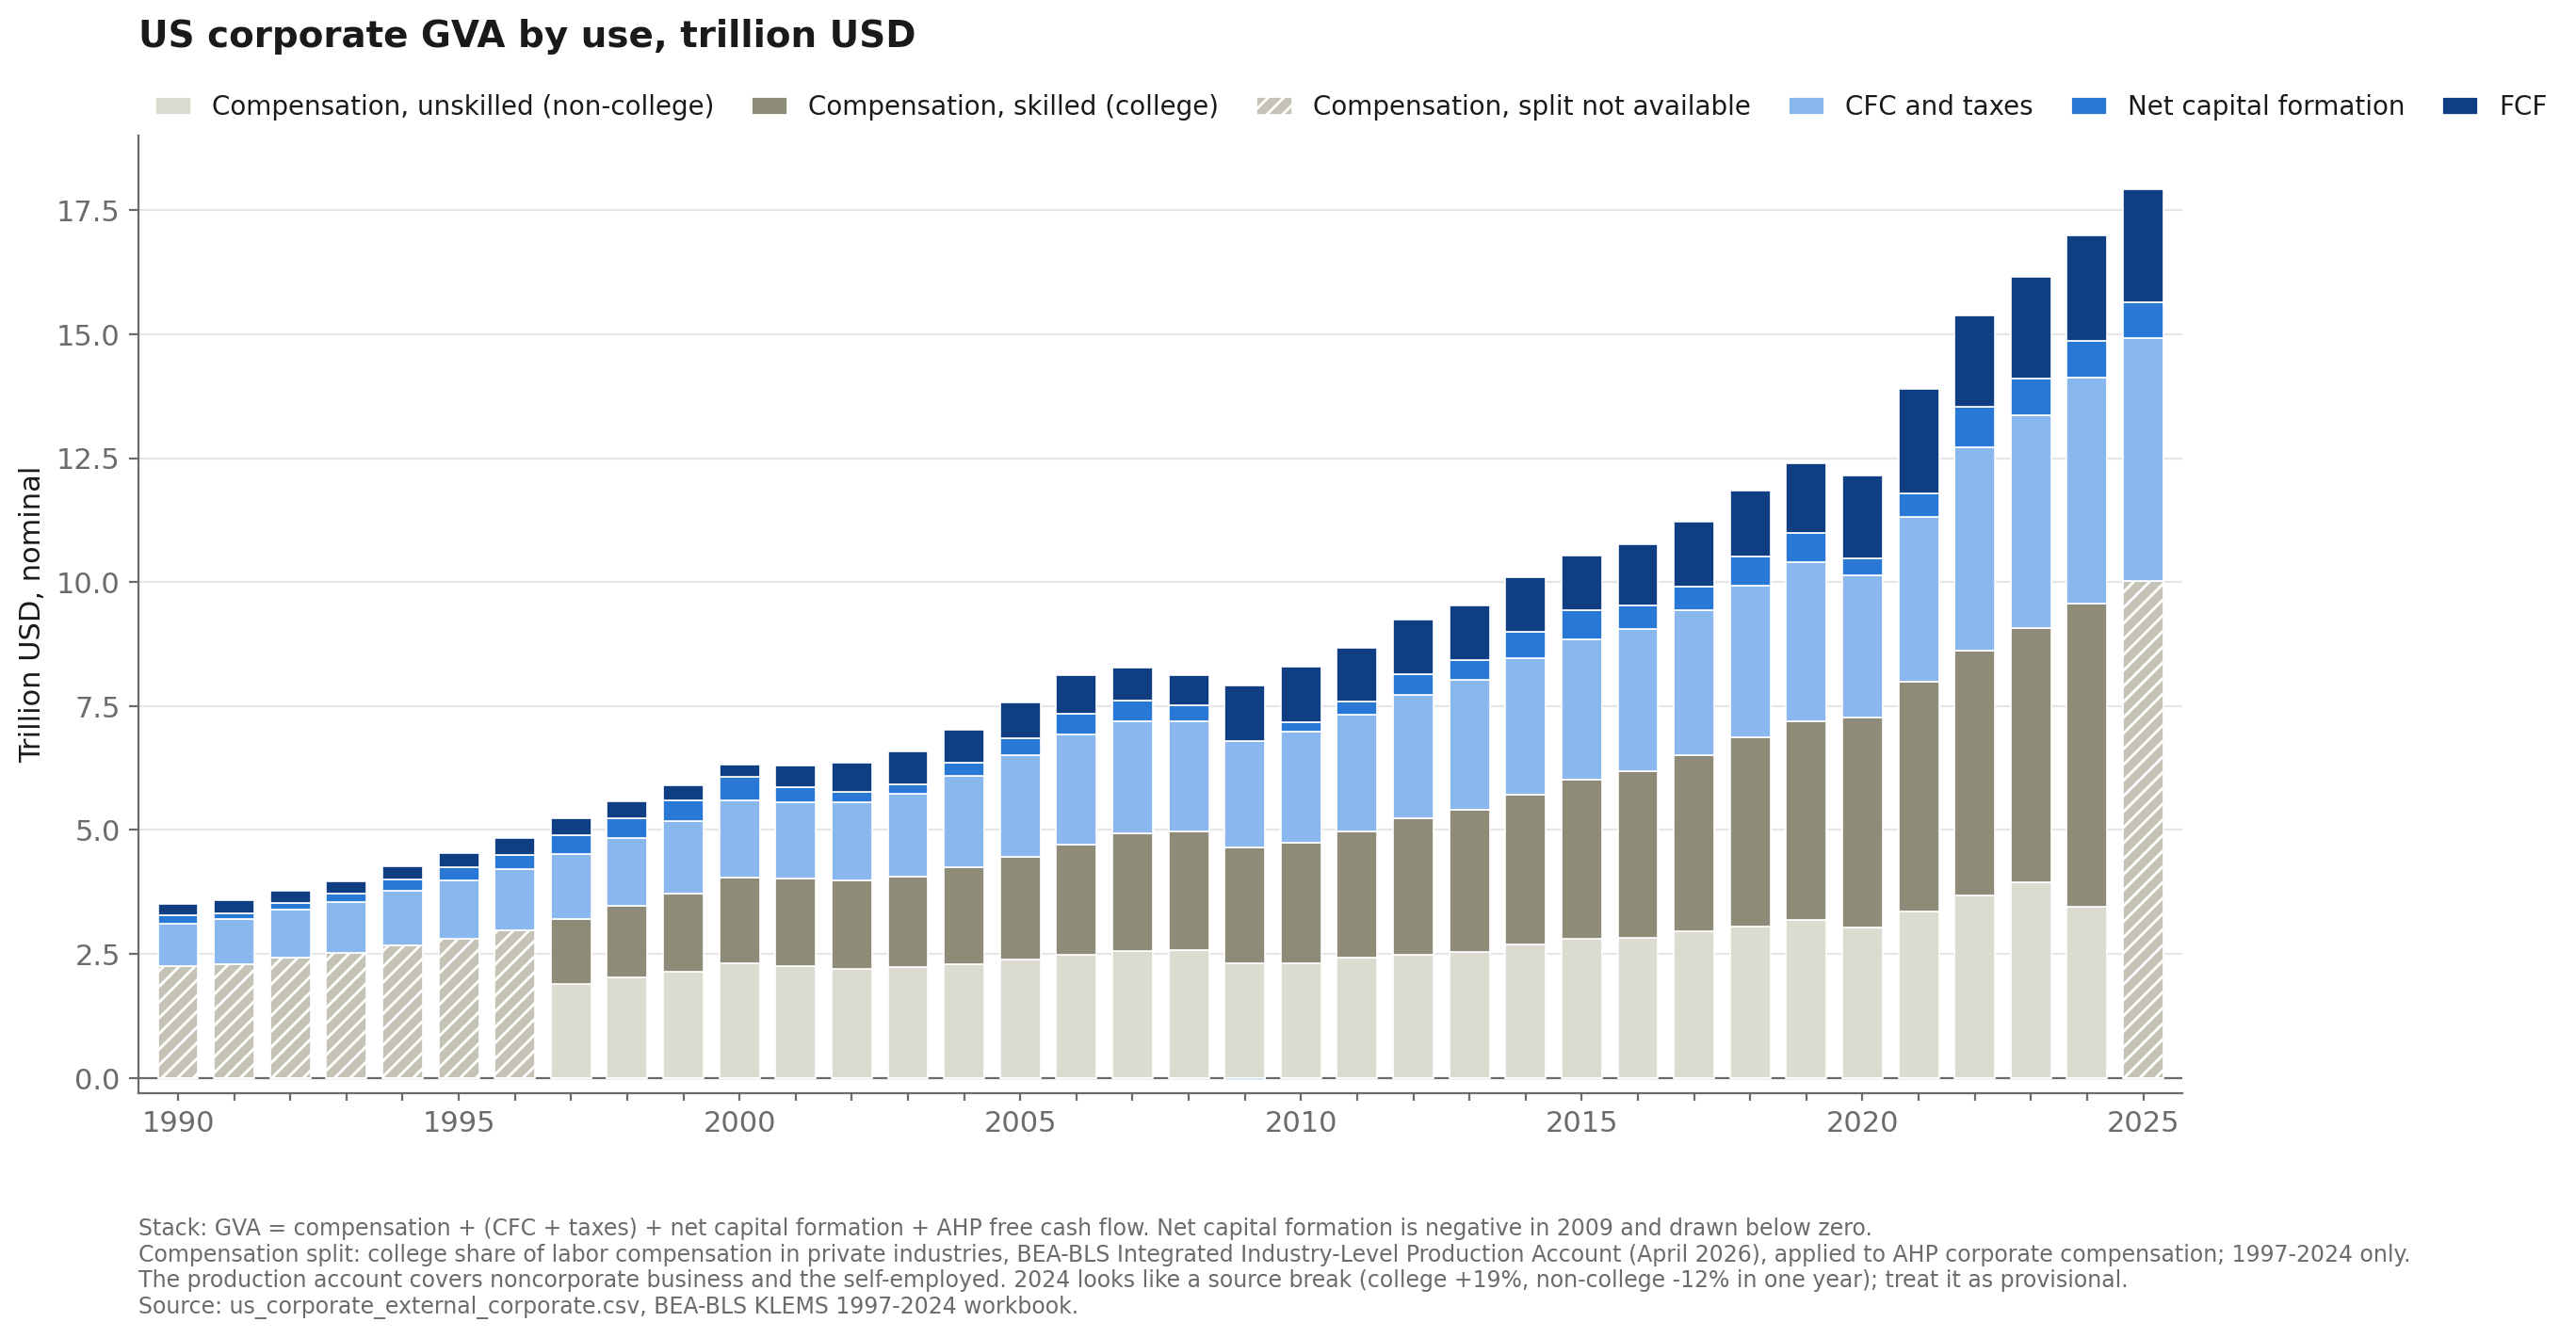 US corporate GVA by use, trillion USD
Compensation, unskilled (non-college) Compensation, skilled (college) Compensation, split not available CFC and taxes Net capital formation FCF
Trillion USD, nominal
17.5
15.0
12.5
10.0
7.5
5.0
2.5
0.0
1990 1995 2000 2005 2010 2015 2020 2025
Stack: GVA = compensation + (CFC + taxes) + net capital formation + AHP free cash flow. Net capital formation is negative in 2009 and drawn below zero.
Compensation split: college share of labor compensation in private industries, BEA-BLS Integrated Industry-Level Production Account (April 2026), applied to AHP corporate compensation; 1997-2024 only.
The production account covers noncorporate business and the self-employed. 2024 looks like a source break (college +19%, non-college -12% in one year); treat it as provisional.
Source: us_corporate_external_corporate.csv, BEA-BLS KLEMS 1997-2024 workbook.